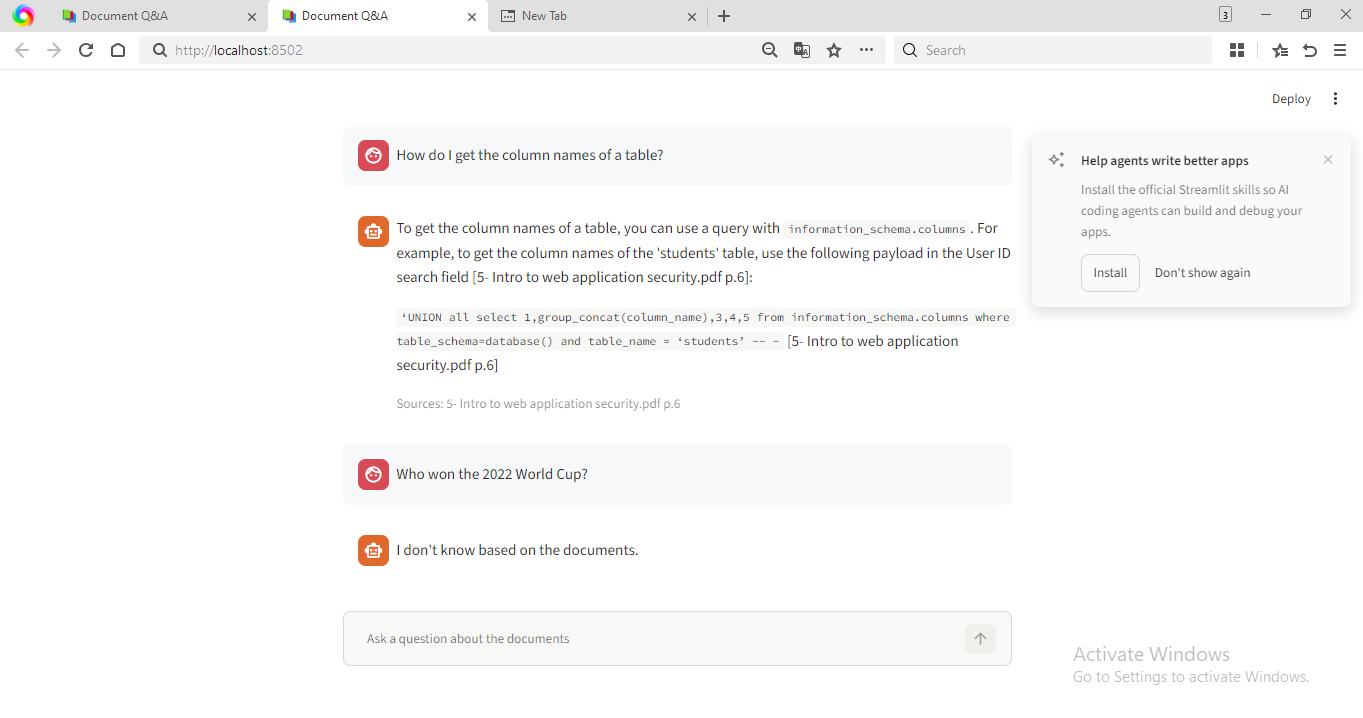 Document Q&A
Document Q&A
New Tab
3
http://localhost:8502
Search
Deploy
How do I get the column names of a table?
Help agents write better apps
Install the official Streamlit skills so AI
coding agents can build and debug your
apps.
Install
Don't show again
To get the column names of a table, you can use a query with information_schema.columns . For
example, to get the column names of the 'students' table, use the following payload in the User ID
search field [5- Intro to web application security.pdf p.6]:
‘UNION all select 1,group_concat(column_name),3,4,5 from information_schema.columns where
table_schema=database() and table_name = ‘students’ -- - [5- Intro to web application
security.pdf p.6]
Sources: 5- Intro to web application security.pdf p.6
Who won the 2022 World Cup?
I don't know based on the documents.
Ask a question about the documents
Activate Windows
Go to Settings to activate Windows.